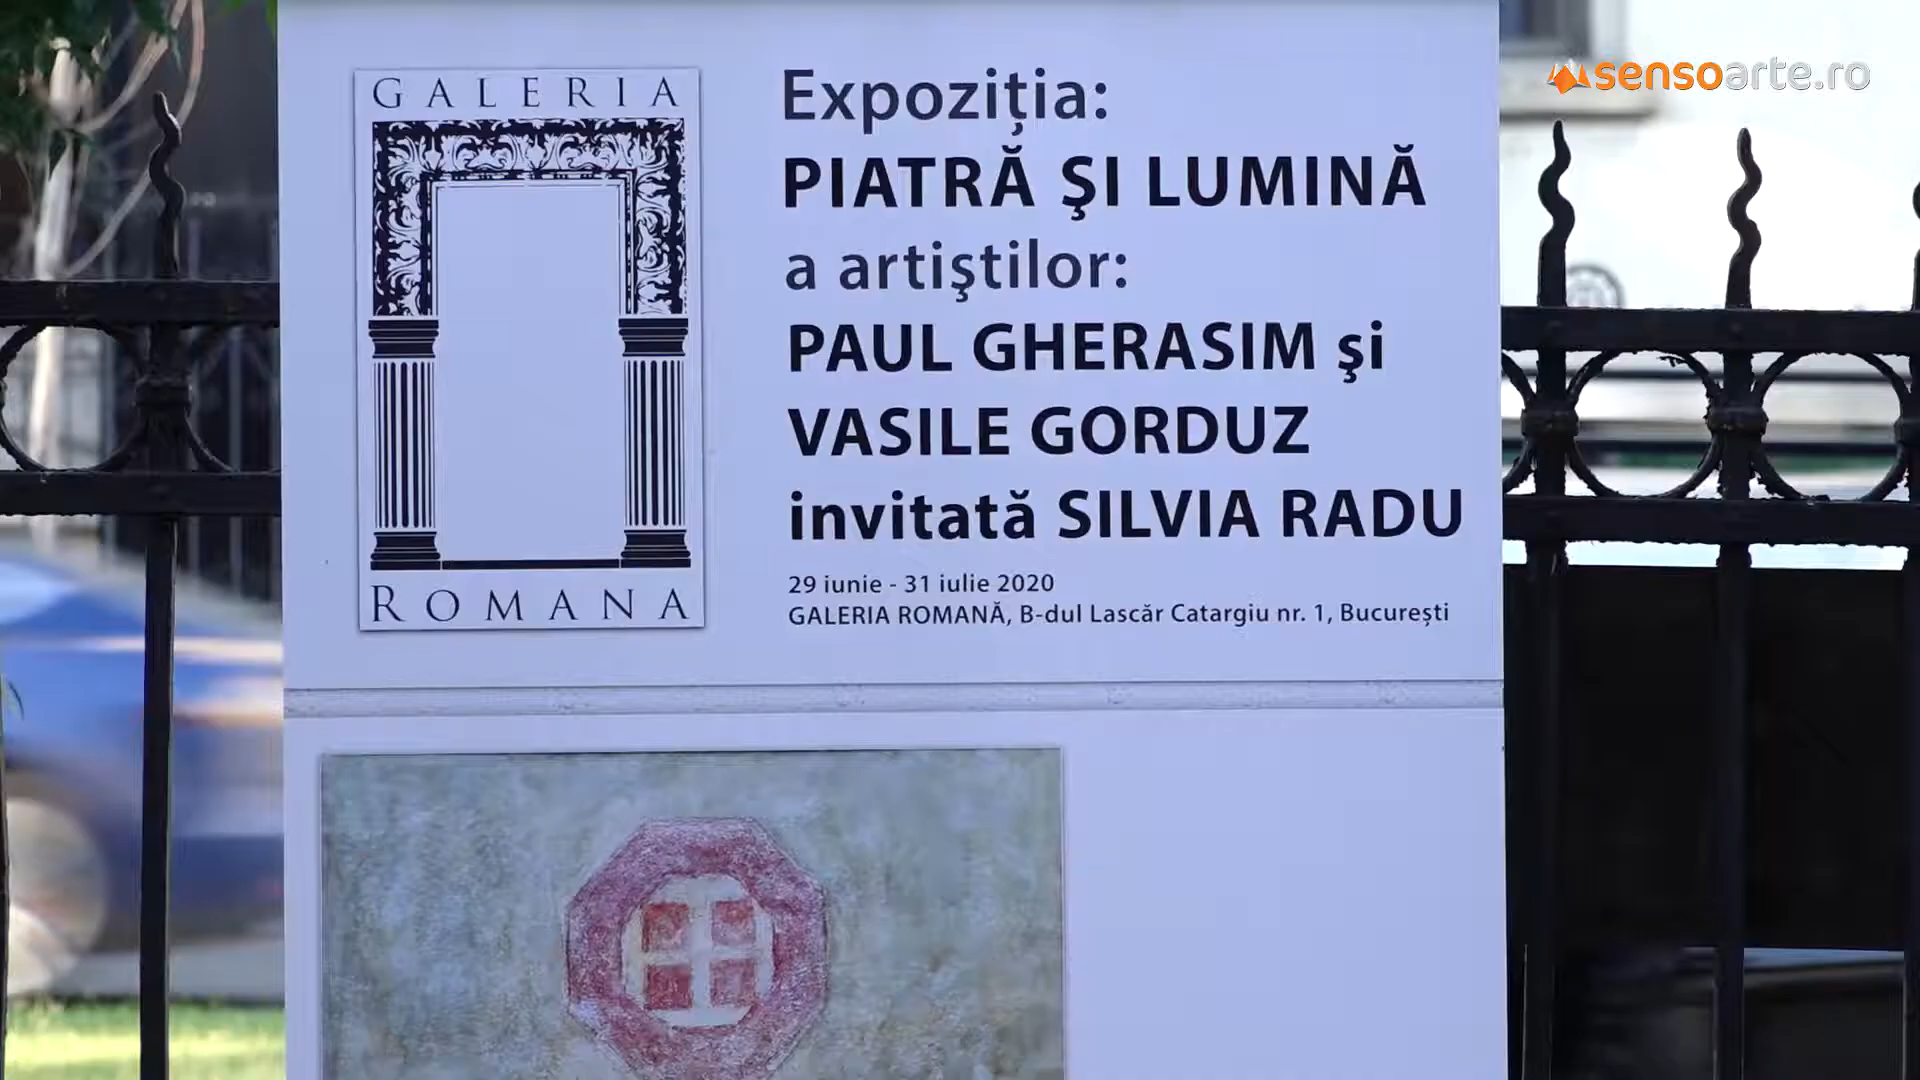 GALERIA
ROMANA
Expoziția:
PIATRĂ ŞI LUMINĂ
a artiştilor:
PAUL GHERASIM şi
VASILE GORDUZ
invitată SILVIA RADU
29 iunie - 31 iulie 2020
GALERIA ROMANĂ, B-dul Lascăr Catargiu nr. 1, București
sensoarte.ro